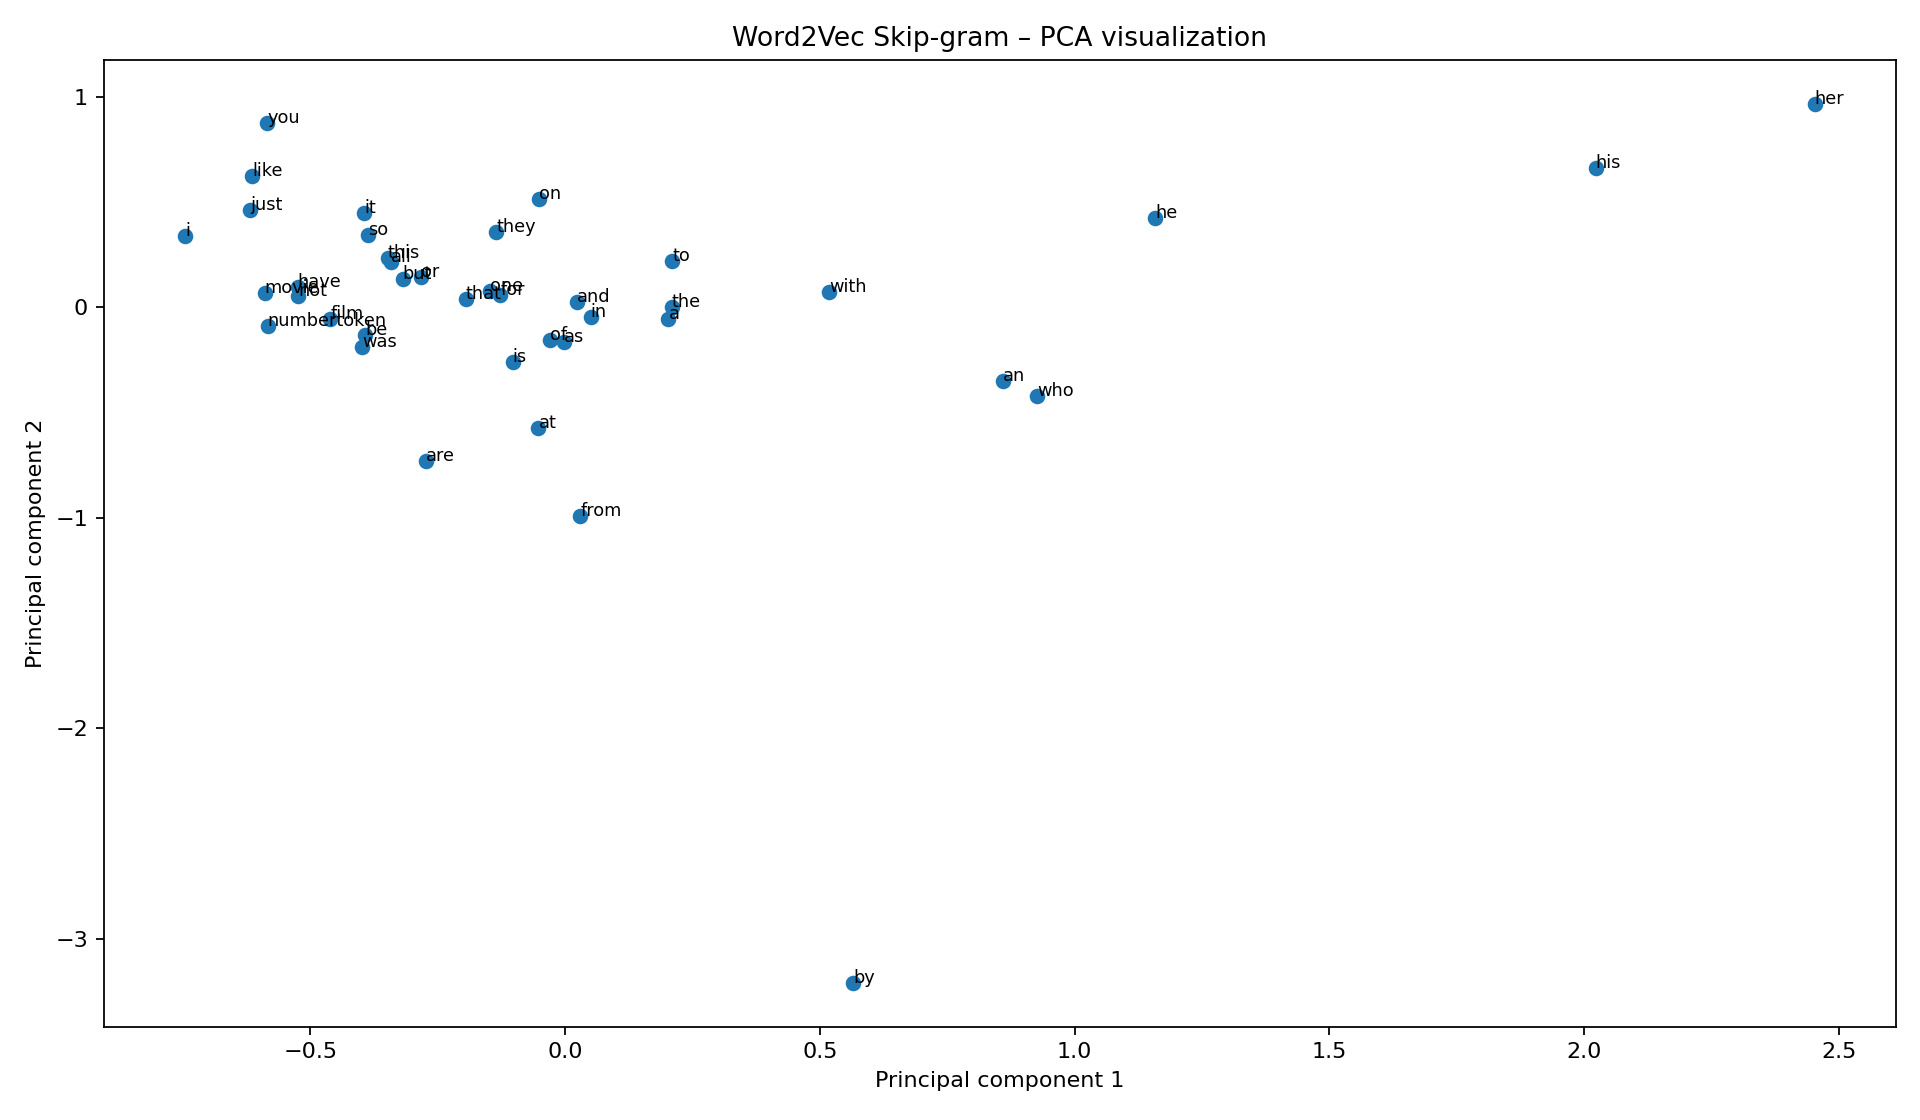 Word2Vec Skip-gram – PCA visualization
1
0
−1
−2
−3
Principal component 2
her
you
like
his
just
on
it
he
i
so
they
this
all
to
or
but
have
movie
not
one
for
that
with
and
the
in
a
film
numbertoken
be
was
of
as
is
an
who
at
are
from
by
−0.5
0.0
0.5
1.0
1.5
2.0
2.5
Principal component 1